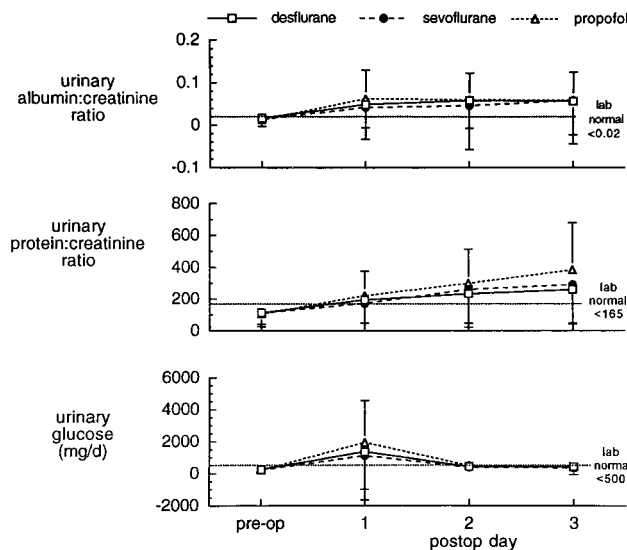 desflurane sevoflurane propofol
urinary
albumin:creatinine
ratio
0.2
0.1
0
-0.1
lab
normal
<0.02
urinary
protein:creatinine
ratio
800
600
400
200
0
lab
normal
<165
urinary
glucose
(mg/d)
6000
4000
2000
0
-2000
lab
normal
<500
pre-op 1 2 3
postop day